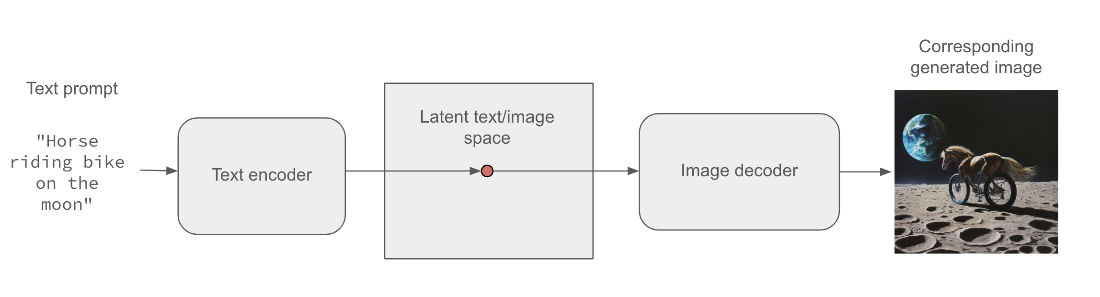 Text prompt
"Horse
riding bike
on the
moon"
Text encoder
Latent text/image
space
Image decoder
Corresponding
generated image